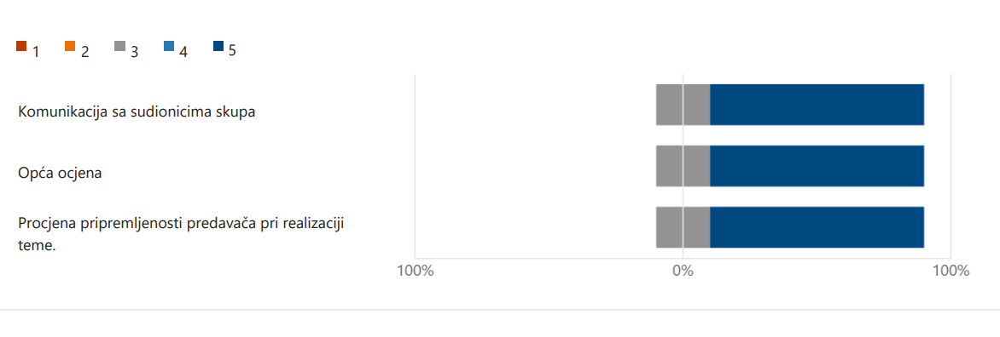 1 2 3 4 5
Komunikacija sa sudionicima skupa
Opća ocjena
Procjena pripremljenosti predavača pri realizaciji
teme.
100% 0% 100%